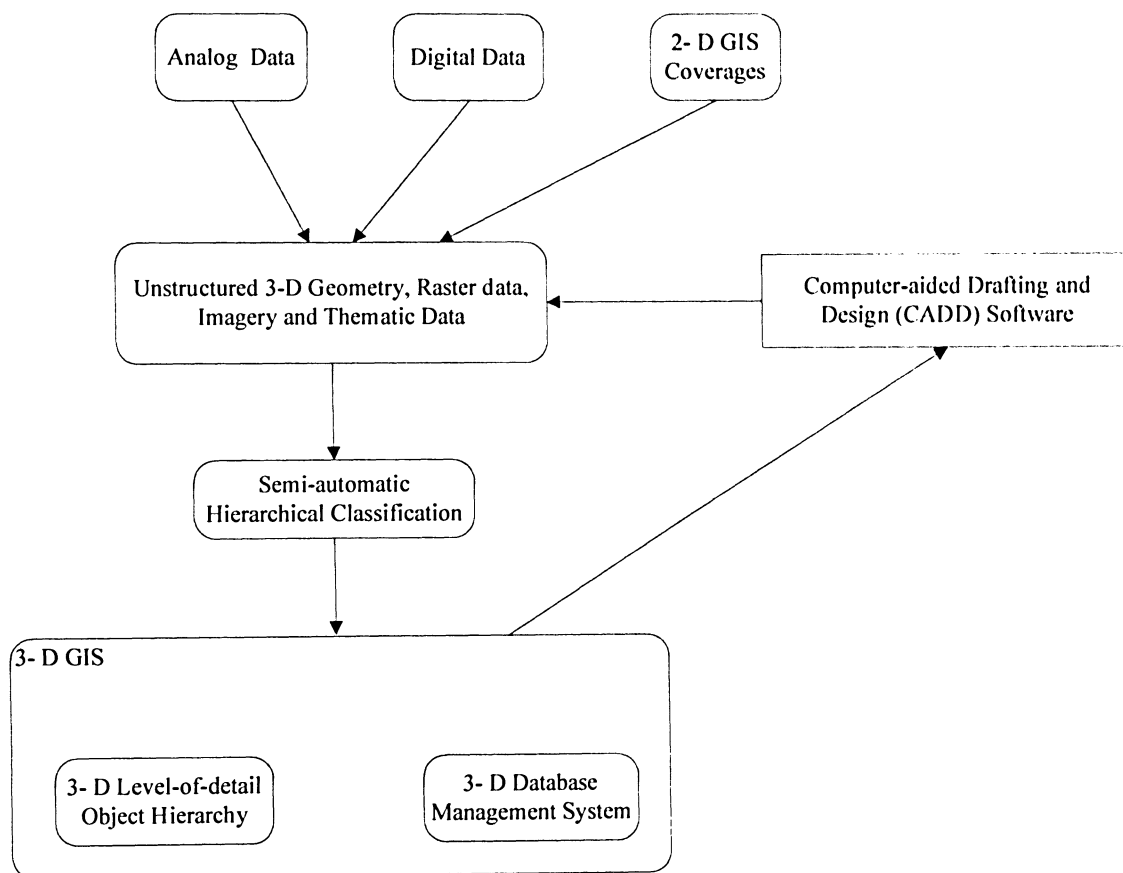 Analog Data
Digital Data
2- D GIS
Coverages
Unstructured 3-D Geometry, Raster data,
Imagery and Thematic Data
Computer-aided Drafting and
Design (CADD) Software
Semi-automatic
Hierarchical Classification
3- D GIS
3- D Level-of-detail
Object Hierarchy
3- D Database
Management System